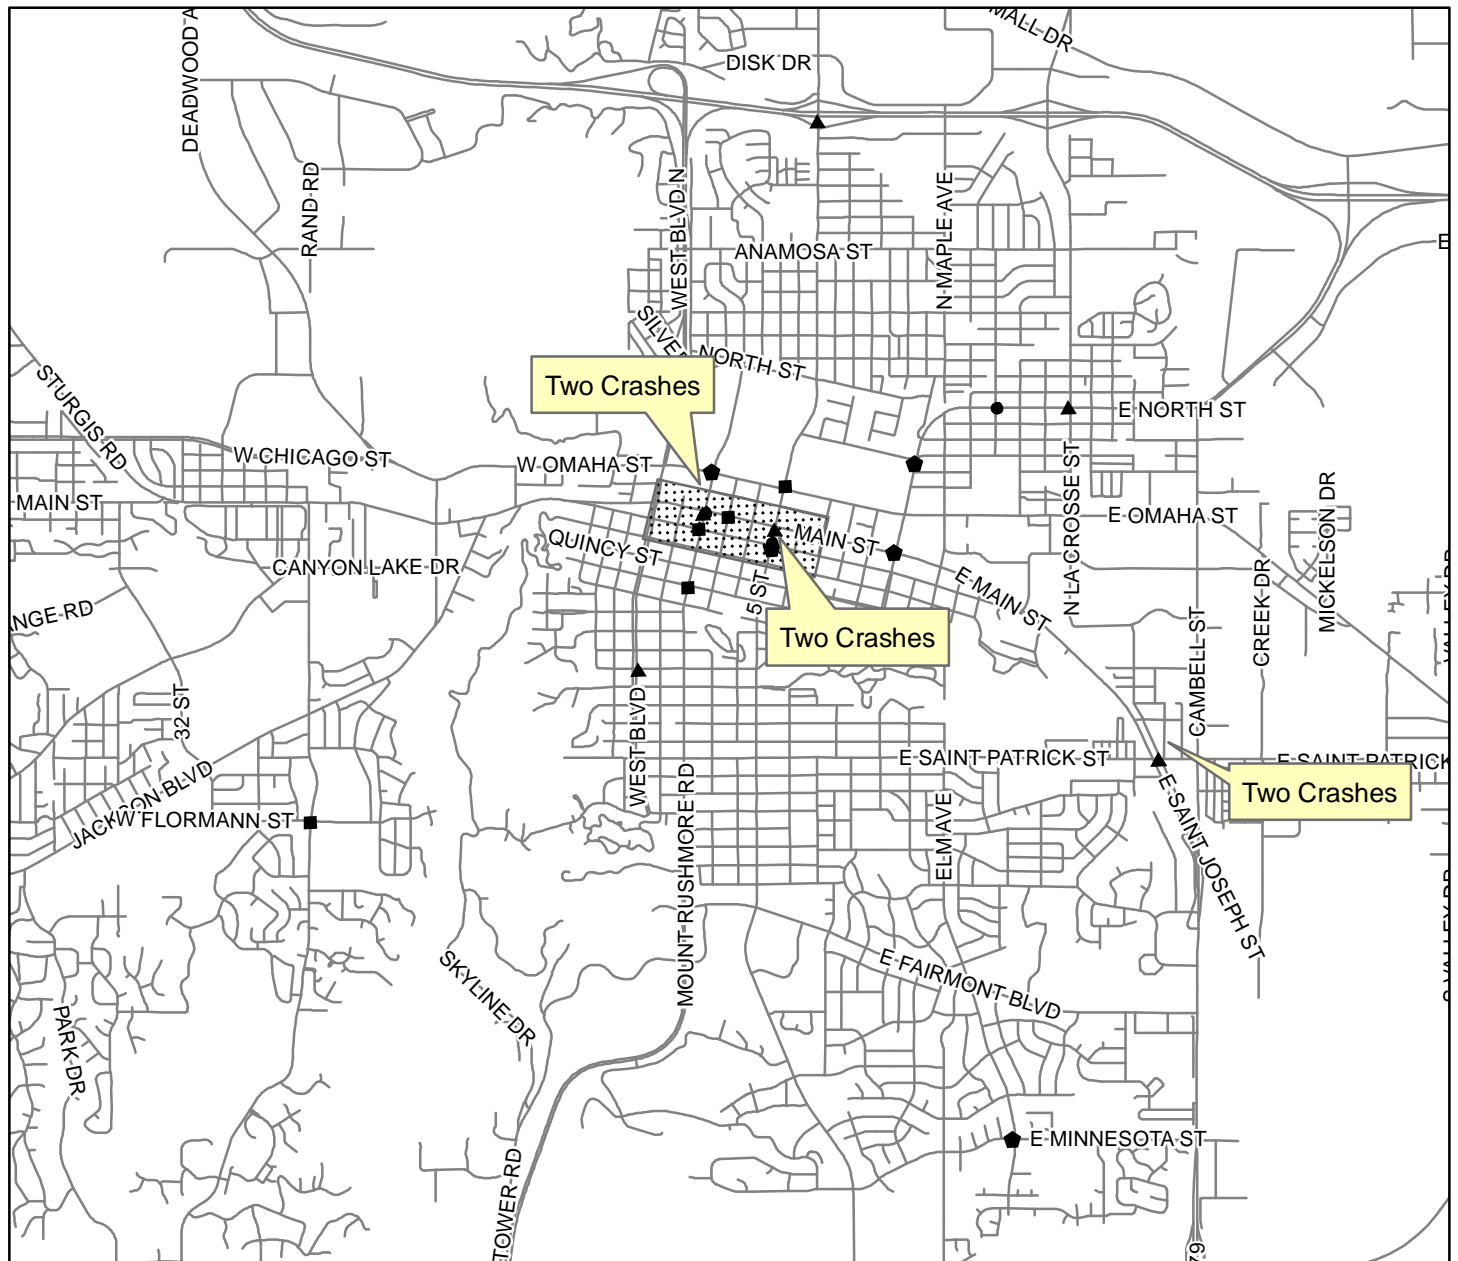 MALL DR
DISK DR
DEADWOOD A
RAND RD
WEST BLVD N
N MAPLE AVE
ANAMOSA ST
E
SILVE
NORTH ST
Two Crashes
STURGIS RD
E NORTH ST
W CHICAGO ST
W OMAHA ST
N LA CROSSE ST
MICKELSON DR
MAIN ST
E OMAHA ST
MAIN ST
QUINCY ST
CANYON LAKE DR
5 ST
E MAIN ST
CREEK DR
NGE RD
CAMBELL ST
Two Crashes
32 ST
WEST BLVD
E SAINT PATRICK ST
E SAINT PATRICK
Two Crashes
JACKSON BLVD
W FLORMANN ST
MOUNT RUSHMORE RD
ELM AVE
E SAINT JOSEPH ST
SKYLINE DR
E FAIRMONT BLVD
PARK DR
E MINNESOTA ST
TOWER RD
79